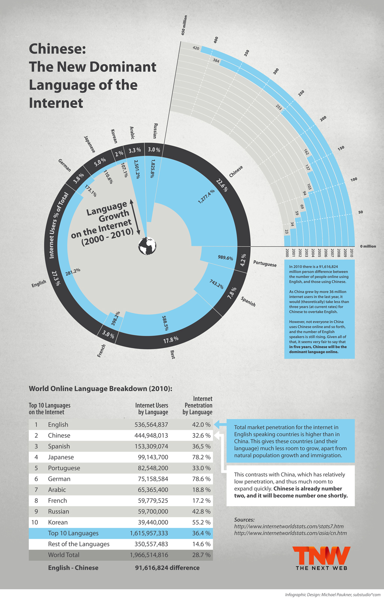 Chinese:
The New Dominant
Language of the
Internet
Language
Growth
on the Internet
(2000 - 2010)
Internet Users % of Total
Chinese
22.6 %
1,277.4 %
Portuguese
4.2 %
989.6%
Spanish
7.8 %
743.2%
Rest
17.8 %
French
3.0 %
English
27.3 %
281.2%
German
3.8 %
Japanese
5.0 %
Korean
2 %
Arabic
3.3 %
2,501.2%
Russian
3.0 %
1,825.8%
450 million
400
350
300
250
200
150
100
50
0 million
In 2010 there is a 91,616,824
million person difference between
the number of people using
English, and those using Chinese.
As China grew by more 36 million
internet users in the last year, it
would theoretically take less than
three years (at current rates) for
Chinese to overtake English.
However, not everyone in China
uses Chinese online and so forth,
and the number of English
speakers is still rising. Given all
of that, it seems very fair to say that
in five years, Chinese will be the
dominant language online.
World Online Language Breakdown (2010):
Top 10 Languages on the Internet Internet Users by Language Internet Penetration by Language
1 English 536,564,837 42.0 %
2 Chinese 444,948,013 32.6 %
3 Spanish 153,309,074 36,5 %
4 Japanese 99,143,700 78.2 %
5 Portuguese 82,548,200 33.0 %
6 German 75,158,584 78.6 %
7 Arabic 65,365,400 18.8 %
8 French 59,779,525 17.2 %
9 Russian 59,700,000 42.8 %
10 Korean 39,440,000 55.2 %
Top 10 Languages 1,615,957,333 36.4 %
Rest of the Languages 350,557,483 14.6 %
World Total 1,966,514,816 28.7 %
English - Chinese 91,616,824 difference
Total market penetration for the internet in
English speaking countries is higher than in
China. This gives these countries (and their
language) much less room to grow, apart from
natural population growth and immigration.
This contrasts with China, which has relatively
low penetration, and thus much room to
expand quickly. Chinese is already number
two, and it will become number one shortly.
Sources:
http://www.internetworldstats.com/stats7.htm
http://www.internetworldstats.com/asia/cn.htm
TNW
THE NEXT WEB
Infographic Design: Michael Paukner, substudio°com